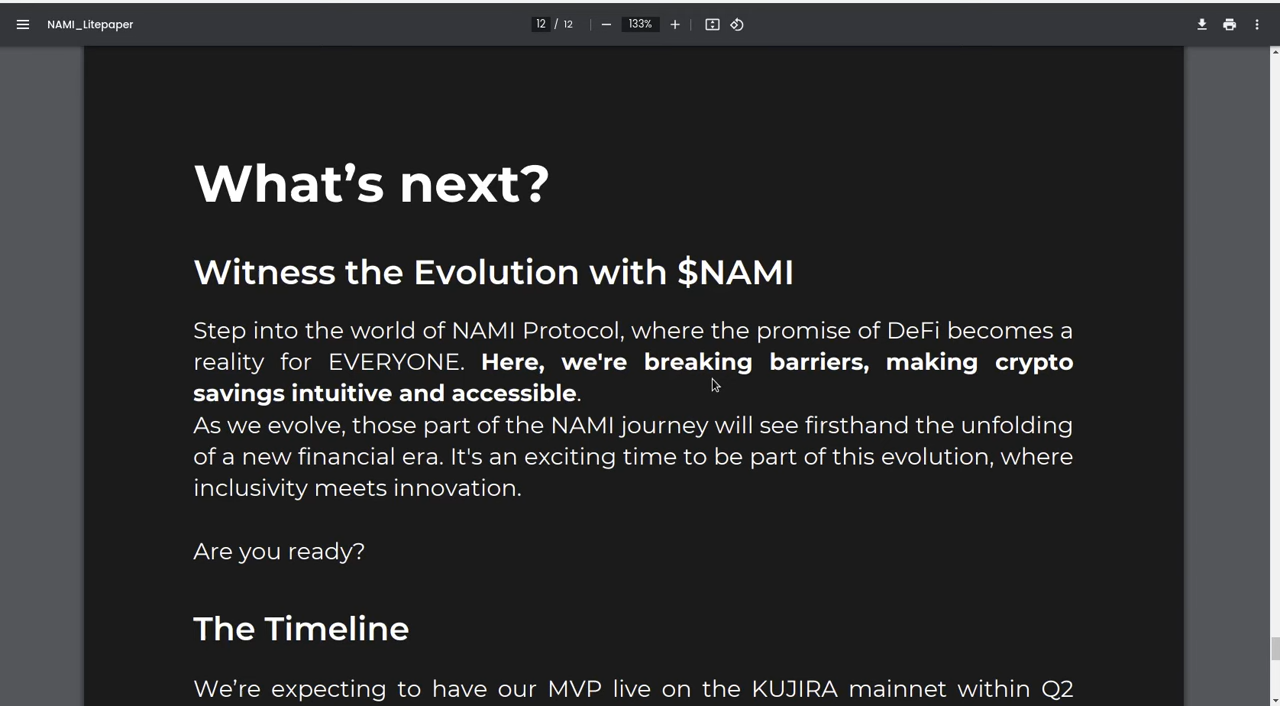 NAMI_Litepaper
12 / 12
133%
What’s next?
Witness the Evolution with $NAMI
Step into the world of NAMI Protocol, where the promise of DeFi becomes a
reality for EVERYONE. Here, we're breaking barriers, making crypto
savings intuitive and accessible.
As we evolve, those part of the NAMI journey will see firsthand the unfolding
of a new financial era. It's an exciting time to be part of this evolution, where
inclusivity meets innovation.
Are you ready?
The Timeline
We’re expecting to have our MVP live on the KUJIRA mainnet within Q2